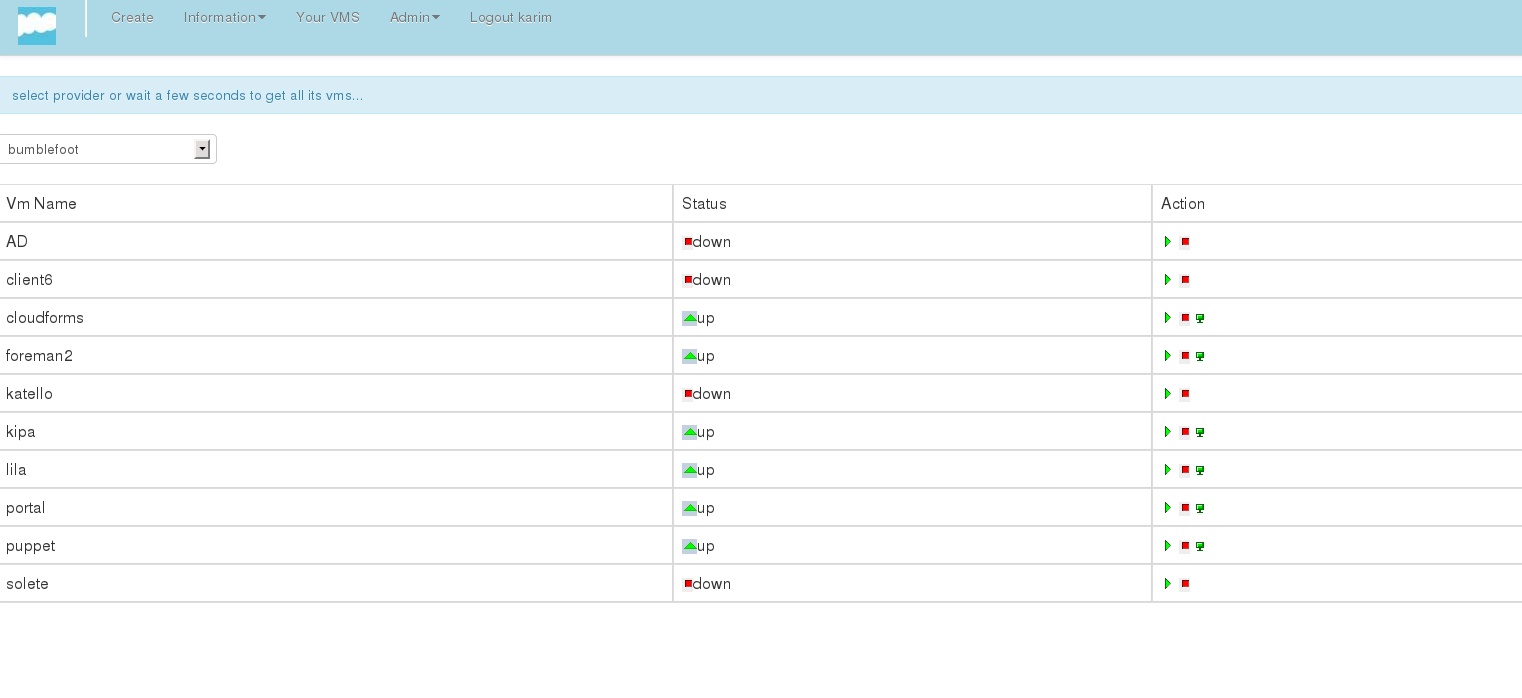 Create Information Your VMS Admin Logout karim
select provider or wait a few seconds to get all its vms...
bumblefoot
Vm Name Status Action
AD down
client6 down
cloudforms up
foreman2 up
katello down
kipa up
lila up
portal up
puppet up
solete down